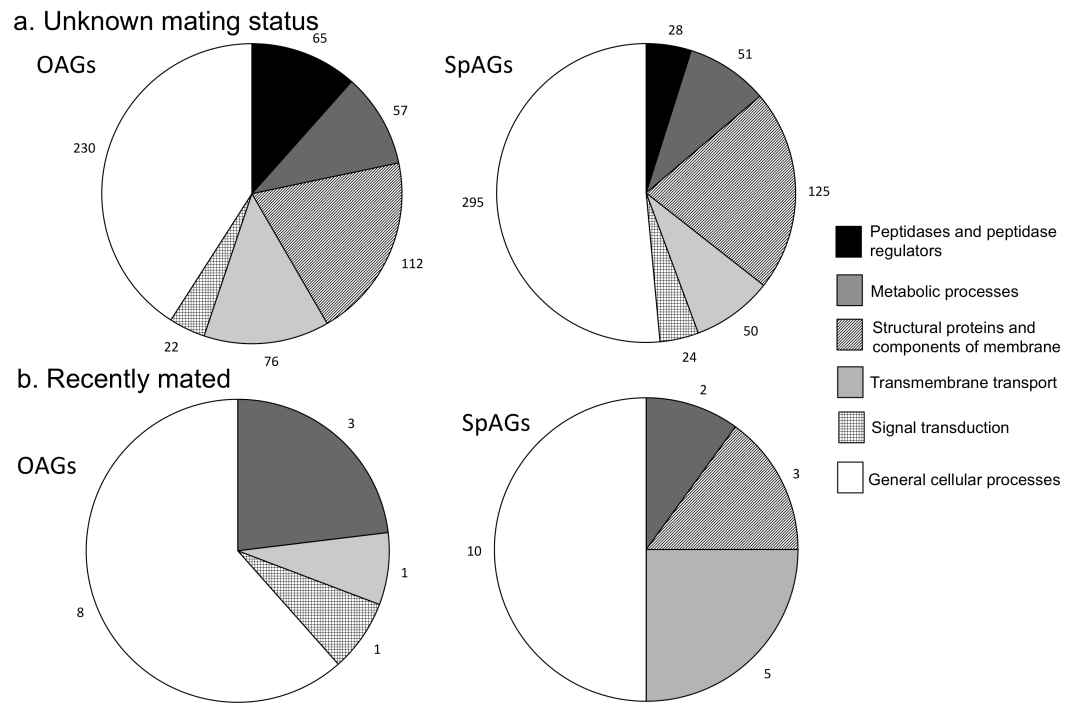 a. Unknown mating status
OAGs
65
57
112
76
22
230
SpAGs
28
51
125
50
24
295
b. Recently mated
OAGs
3
1
1
8
SpAGs
2
3
5
10
Peptidases and peptidase
regulators
Metabolic processes
Structural proteins and
components of membrane
Transmembrane transport
Signal transduction
General cellular processes